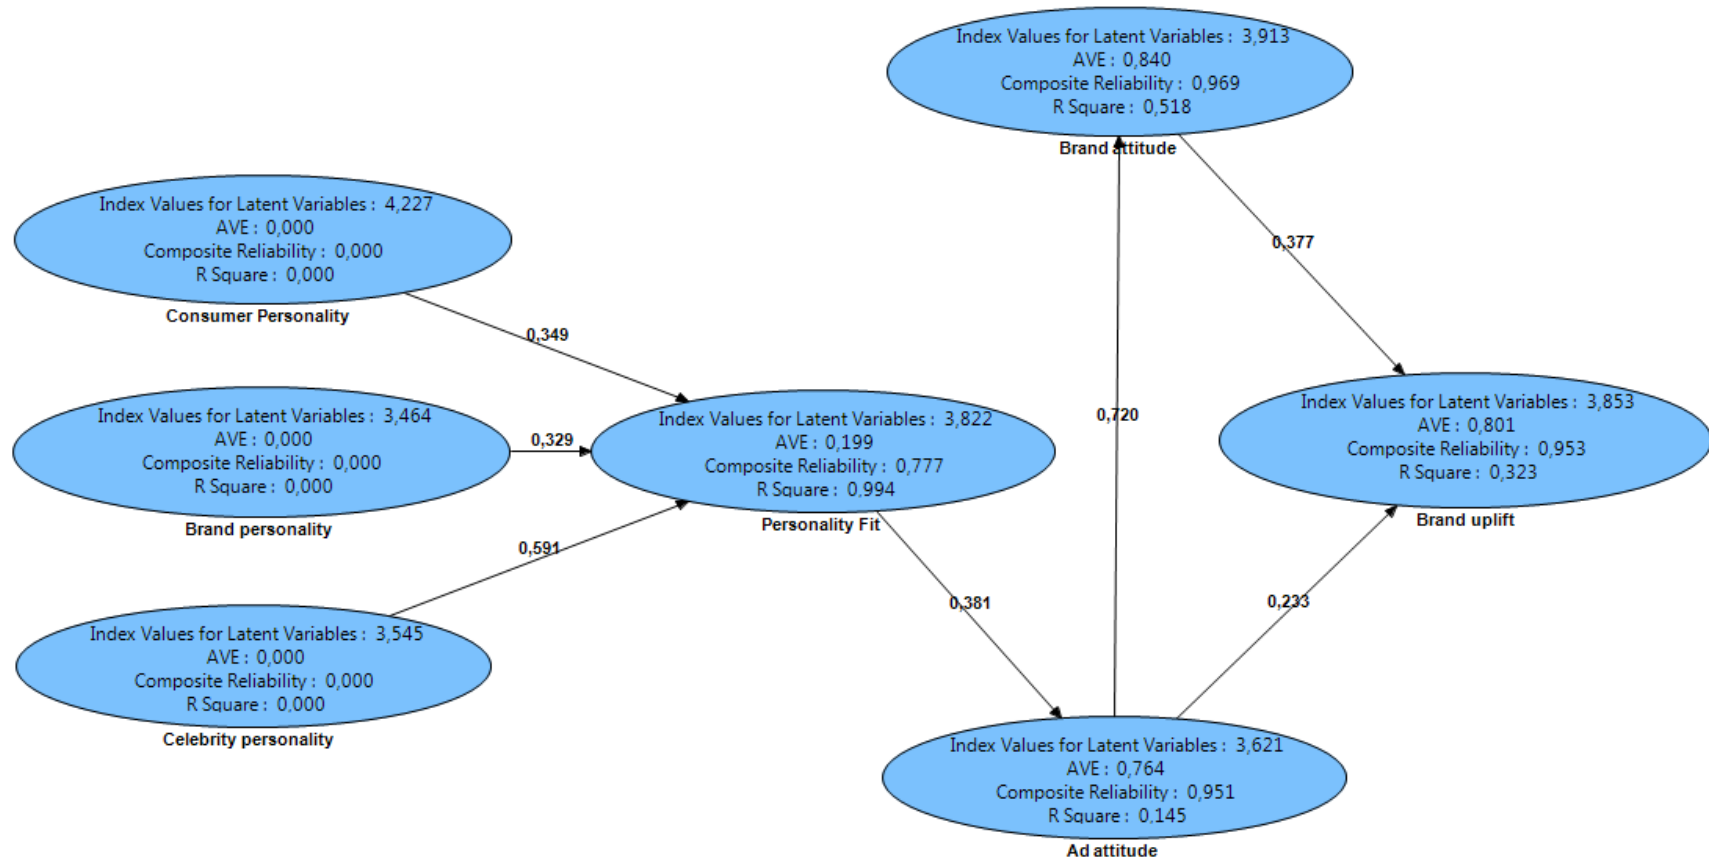 Index Values for Latent Variables : 3,913
AVE : 0,840
Composite Reliability : 0,969
R Square : 0,518
Brand attitude
Index Values for Latent Variables : 4,227
AVE : 0,000
Composite Reliability : 0,000
R Square : 0,000
Consumer Personality
0,377
0,349
Index Values for Latent Variables : 3,464
AVE : 0,000
Composite Reliability : 0,000
R Square : 0,000
Brand personality
0,329
Index Values for Latent Variables : 3,822
AVE : 0,199
Composite Reliability : 0,777
R Square : 0,994
Personality Fit
0,720
Index Values for Latent Variables : 3,853
AVE : 0,801
Composite Reliability : 0,953
R Square : 0,323
Brand uplift
0,591
0,381
0,233
Index Values for Latent Variables : 3,545
AVE : 0,000
Composite Reliability : 0,000
R Square : 0,000
Celebrity personality
Index Values for Latent Variables : 3,621
AVE : 0,764
Composite Reliability : 0,951
R Square : 0,145
Ad attitude